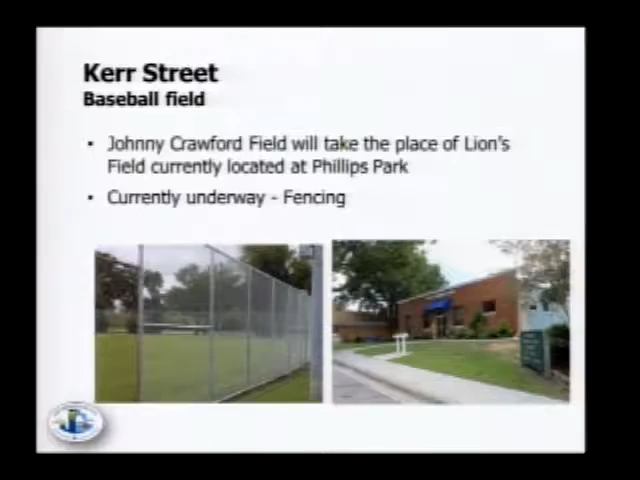 Kerr Street
Baseball field
• Johnny Crawford Field will take the place of Lion's
Field currently located at Phillips Park
• Currently underway - Fencing